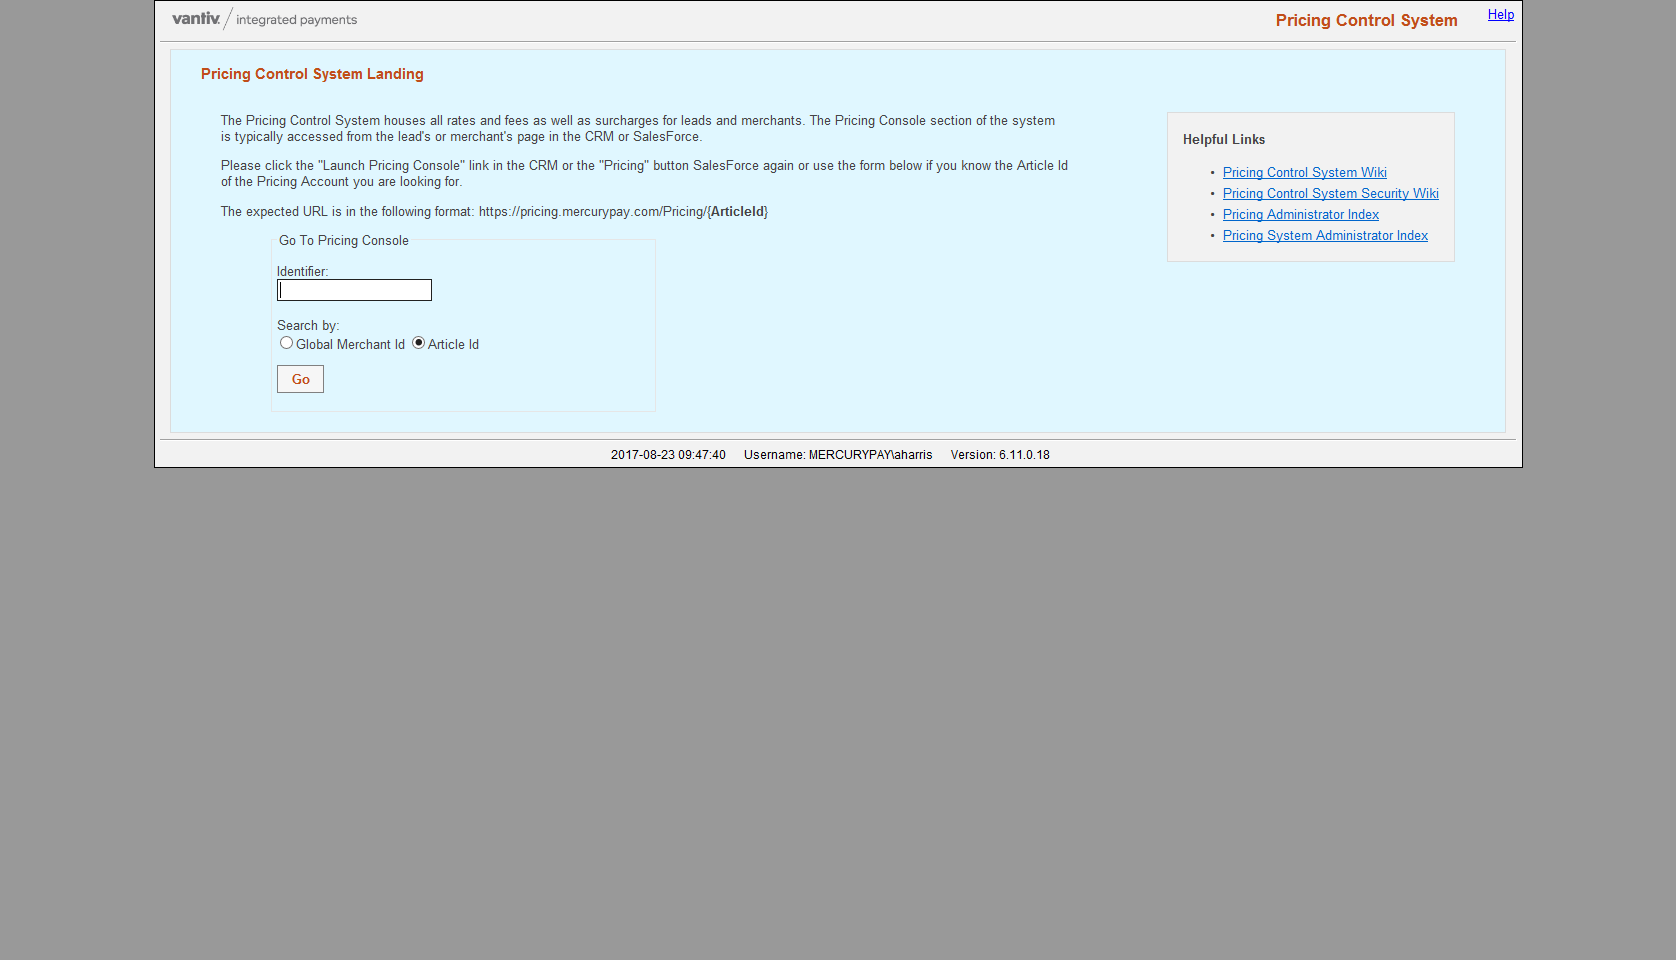 vantiv. integrated payments
Pricing Control System
Help
Pricing Control System Landing
The Pricing Control System houses all rates and fees as well as surcharges for leads and merchants. The Pricing Console section of the system
is typically accessed from the lead's or merchant's page in the CRM or SalesForce.
Please click the "Launch Pricing Console" link in the CRM or the "Pricing" button SalesForce again or use the form below if you know the Article Id
of the Pricing Account you are looking for.
The expected URL is in the following format: https://pricing.mercurypay.com/Pricing/{ArticleId}
Go To Pricing Console
Identifier:
Search by:
Global Merchant Id Article Id
Go
Helpful Links
• Pricing Control System Wiki
• Pricing Control System Security Wiki
• Pricing Administrator Index
• Pricing System Administrator Index
2017-08-23 09:47:40 Username: MERCURYPAY\aharris Version: 6.11.0.18